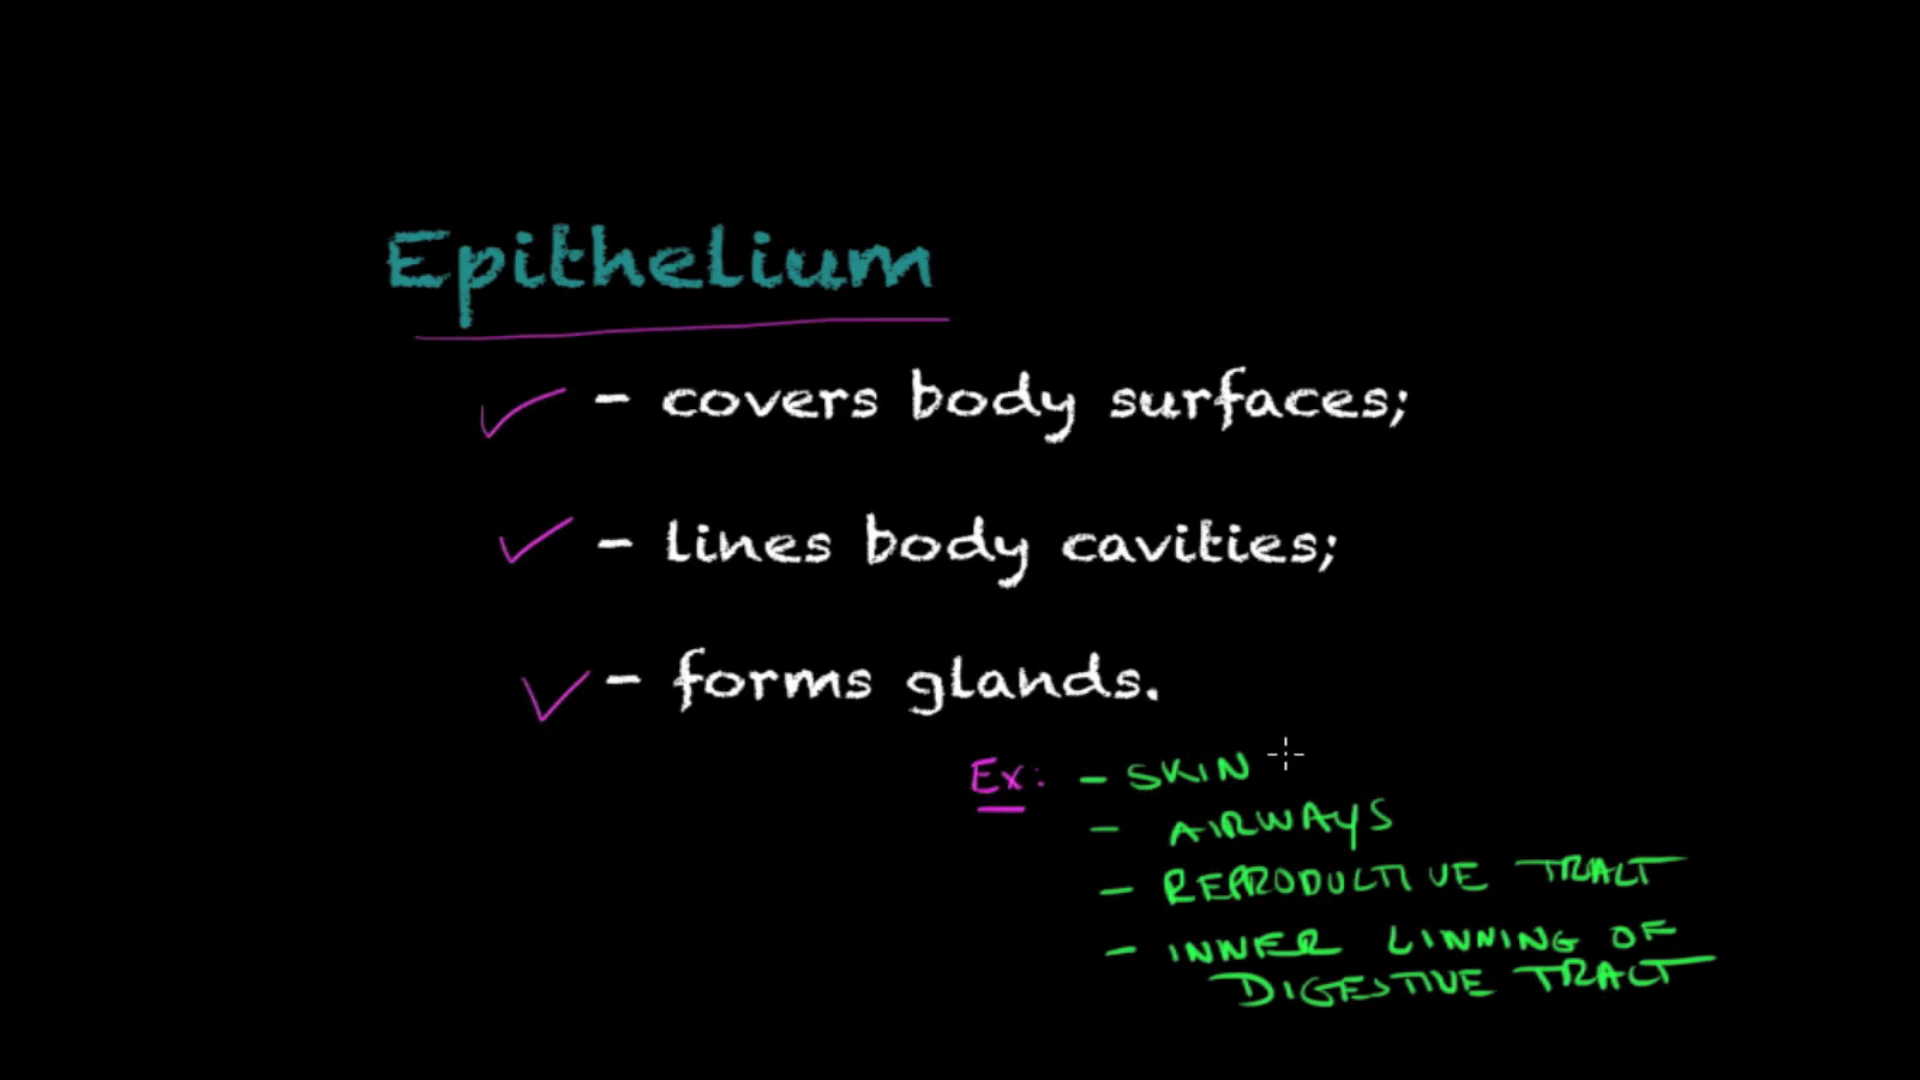 Epithelium
- covers body surfaces;
- lines body cavities;
- forms glands.
Ex: - SKIN
- AIRWAYS
- REPRODUCTIVE TRACT
- INNER LINNING OF
DIGESTIVE TRACT